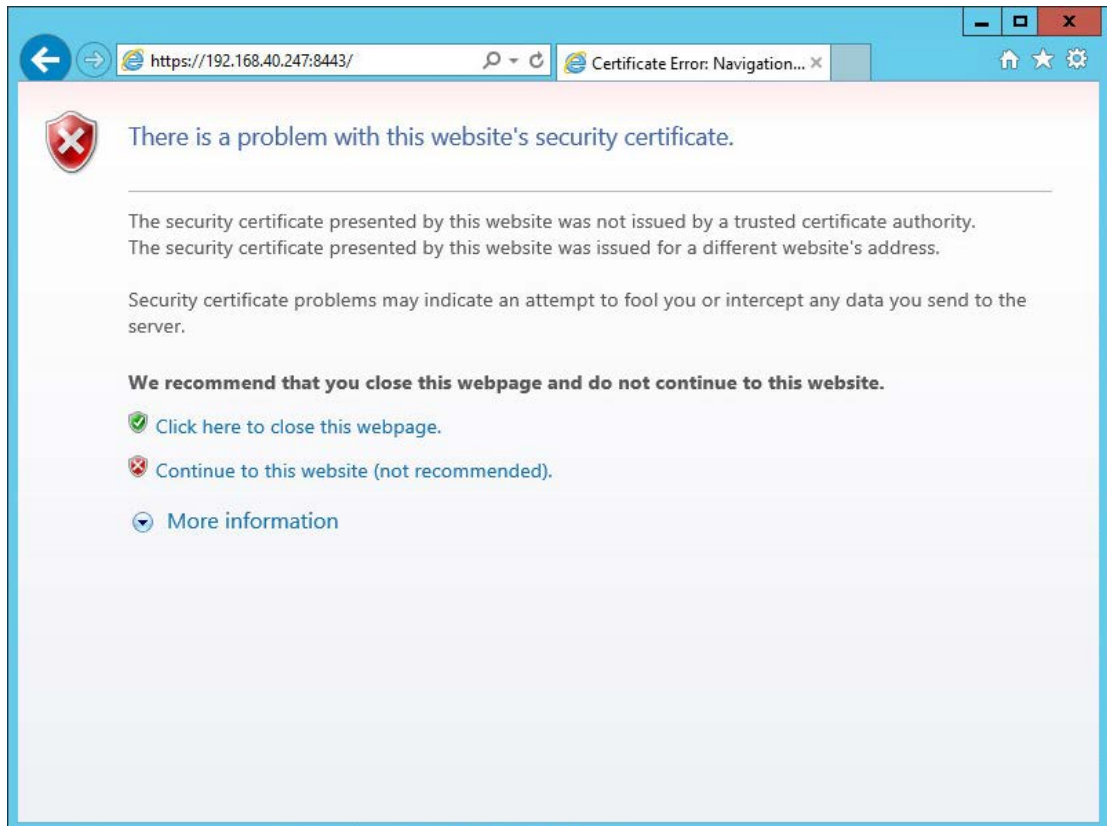 https://192.168.40.247:8443/
Certificate Error: Navigation...
There is a problem with this website's security certificate.
The security certificate presented by this website was not issued by a trusted certificate authority.
The security certificate presented by this website was issued for a different website's address.
Security certificate problems may indicate an attempt to fool you or intercept any data you send to the
server.
We recommend that you close this webpage and do not continue to this website.
Click here to close this webpage.
Continue to this website (not recommended).
More information